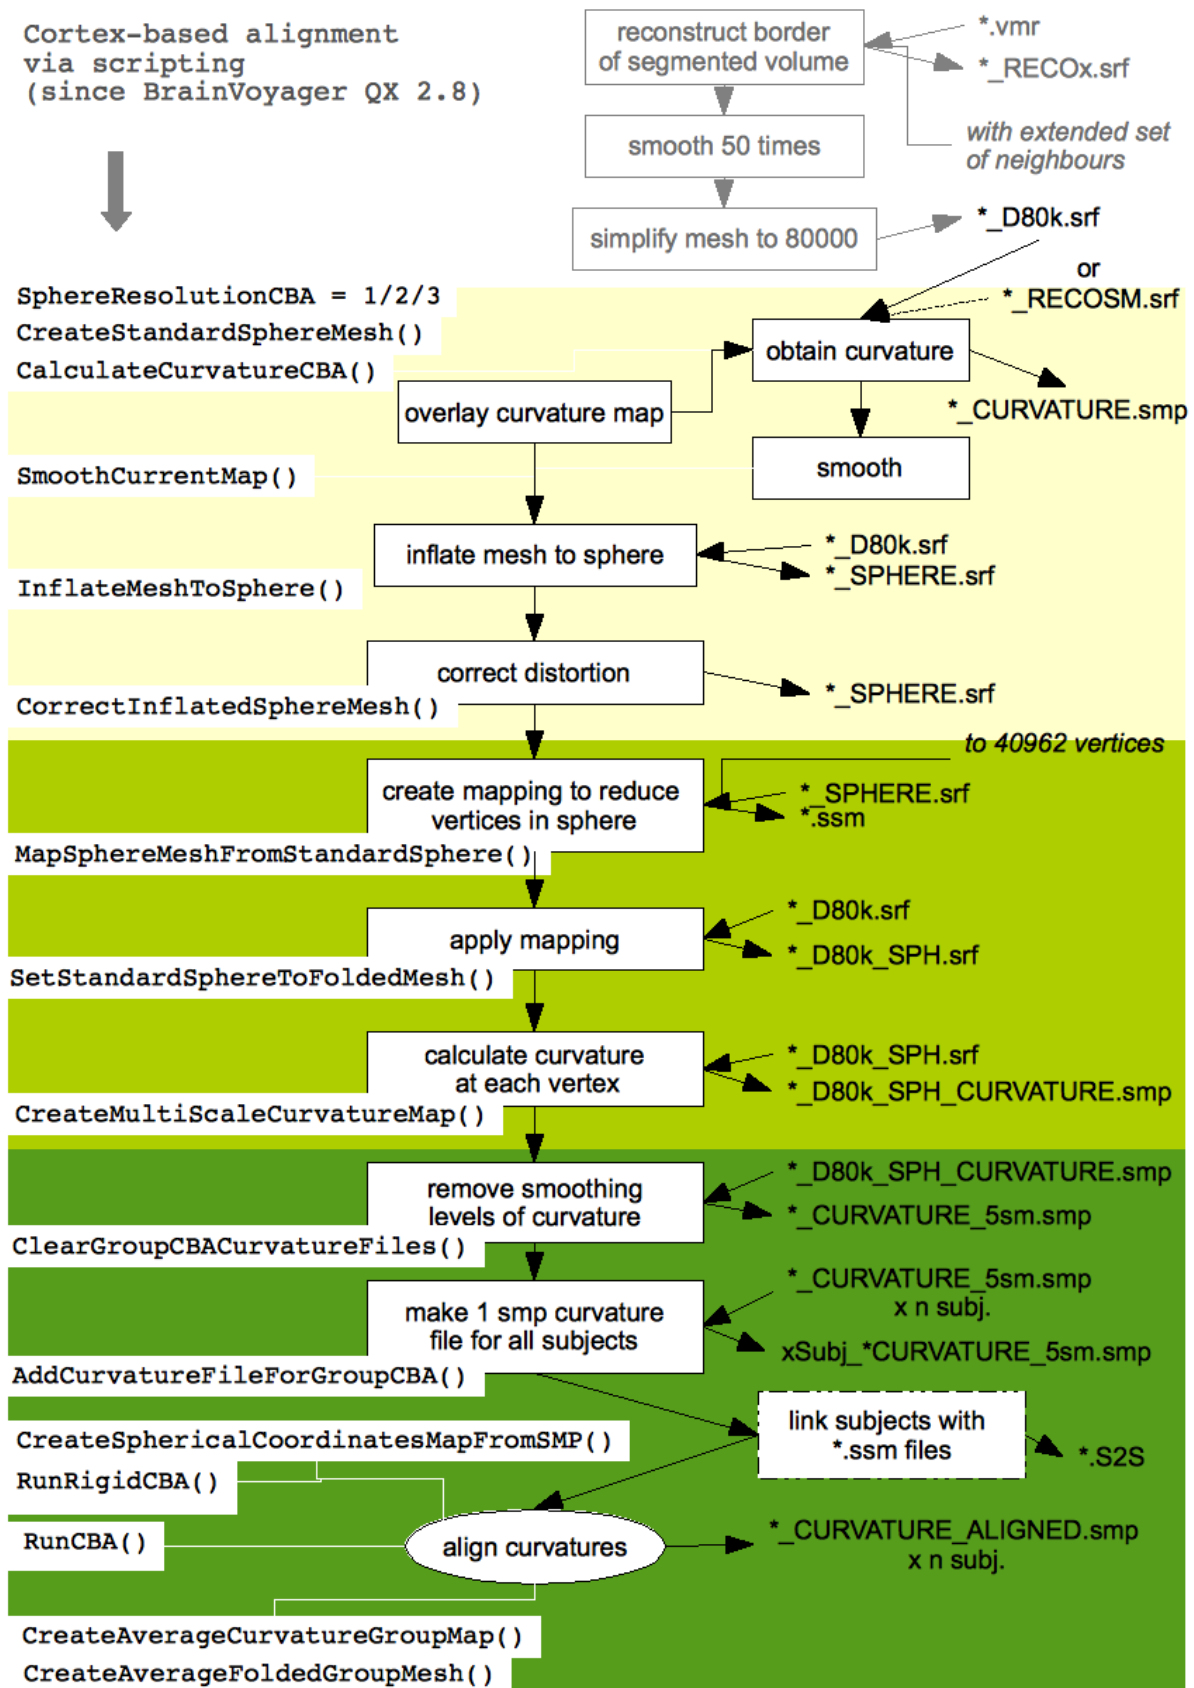 Cortex-based alignment
via scripting
(since BrainVoyager QX 2.8)
reconstruct border
of segmented volume
*.vmr
*_RECOx.srf
smooth 50 times
with extended set
of neighbours
simplify mesh to 80000
*_D80k.srf
or
*_RECOSM.srf
SphereResolutionCBA = 1/2/3
CreateStandardSphereMesh()
CalculateCurvatureCBA()
obtain curvature
overlay curvature map
*_CURVATURE.smp
SmoothCurrentMap()
smooth
inflate mesh to sphere
*_D80k.srf
*_SPHERE.srf
InflateMeshToSphere()
correct distortion
*_SPHERE.srf
CorrectInflatedSphereMesh()
to 40962 vertices
create mapping to reduce
vertices in sphere
*_SPHERE.srf
*.ssm
MapSphereMeshFromStandardSphere()
apply mapping
*_D80k.srf
*_D80k_SPH.srf
SetStandardSphereToFoldedMesh()
calculate curvature
at each vertex
*_D80k_SPH.srf
*_D80k_SPH_CURVATURE.smp
CreateMultiScaleCurvatureMap()
remove smoothing
levels of curvature
*_D80k_SPH_CURVATURE.smp
*_CURVATURE_5sm.smp
ClearGroupCBACurvatureFiles()
make 1 smp curvature
file for all subjects
*_CURVATURE_5sm.smp
x n subj.
xSubj_*CURVATURE_5sm.smp
AddCurvatureFileForGroupCBA()
link subjects with
*.ssm files
*.S2S
CreateSphericalCoordinatesMapFromSMP()
RunRigidCBA()
RunCBA()
align curvatures
*_CURVATURE_ALIGNED.smp
x n subj.
CreateAverageCurvatureGroupMap()
CreateAverageFoldedGroupMesh()